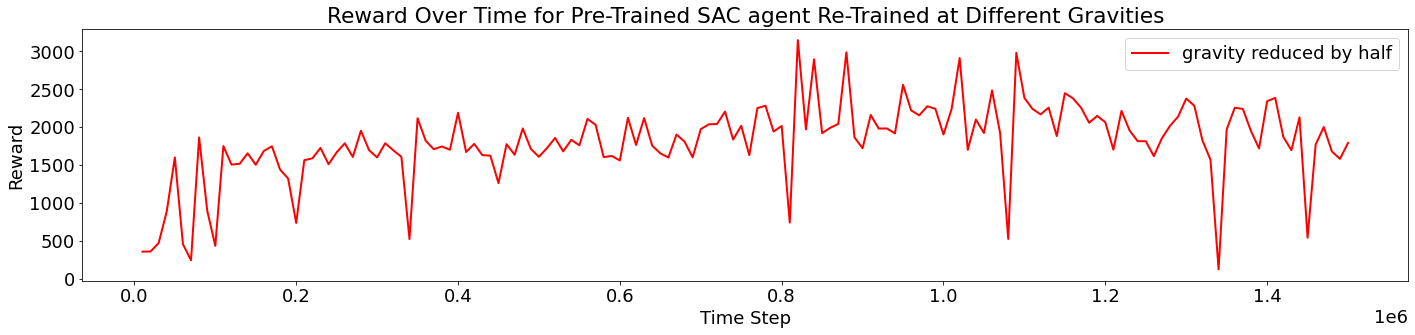 Reward Over Time for Pre-Trained SAC agent Re-Trained at Different Gravities
gravity reduced by half
Reward
3000
2500
2000
1500
1000
500
0
0.0 0.2 0.4 0.6 0.8 1.0 1.2 1.4
1e6
Time Step